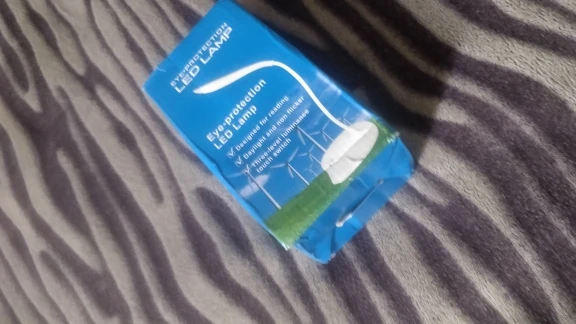 EYE-PROTECTION
LED LAMP
Eye-protection
LED Lamp
Designed for reading
Daylight and non flicker
Three-level luminance
touch switch